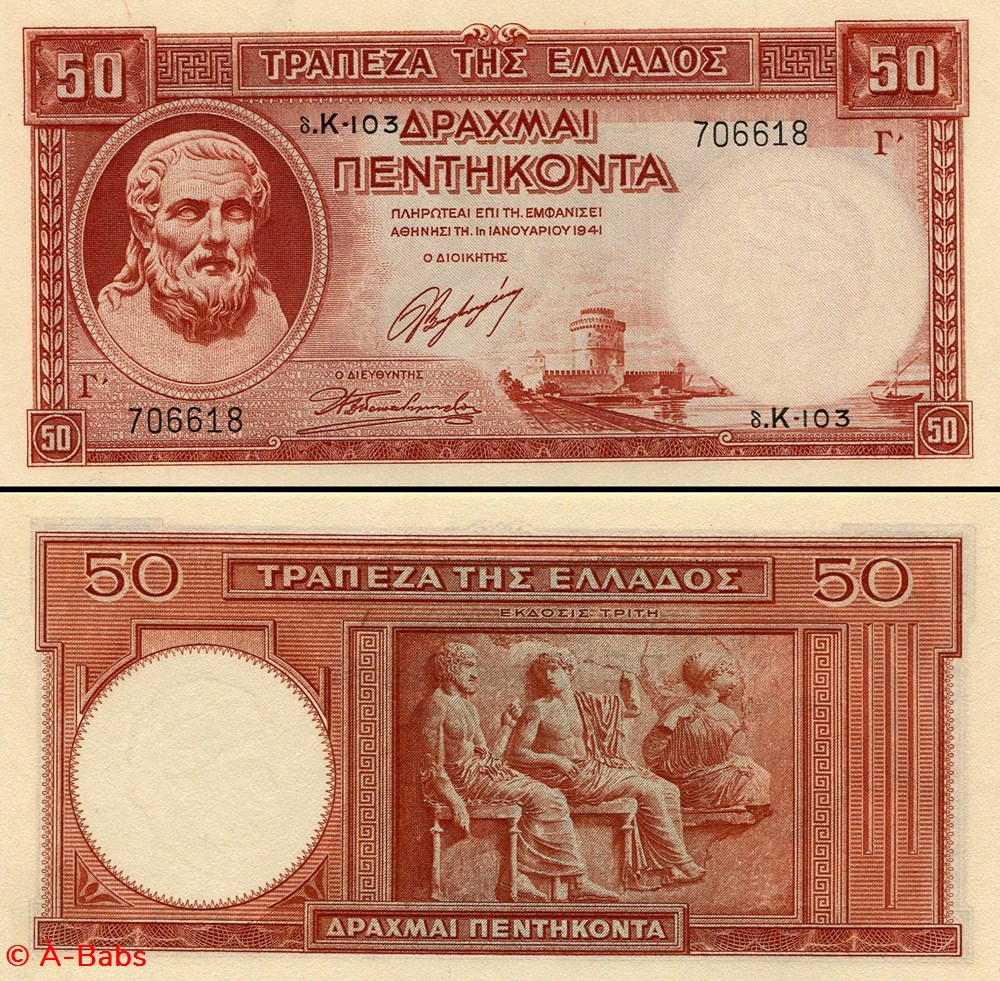 50
ΤΡΑΠΕΖΑ ΤΗΣ ΕΛΛΑΔΟΣ
50
δ.Κ-103
ΔΡΑΧΜΑΙ
706618
Γ´
ΠΕΝΤΗΚΟΝΤΑ
ΠΛΗΡΩΤΕΑΙ ΕΠΙ ΤΗ. ΕΜΦΑΝΙΣΕΙ
ΑΘΗΝΗΣΙ ΤΗ. 1η ΙΑΝΟΥΑΡΙΟΥ 1941
Ο ΔΙΟΙΚΗΤΗΣ
Ο ΔΙΕΥΘΥΝΤΗΣ
Γ´
706618
δ.Κ-103
50
50
50
ΤΡΑΠΕΖΑ ΤΗΣ ΕΛΛΑΔΟΣ
50
ΕΚΔΟΣΙΣ: ΤΡΙΤΗ
ΔΡΑΧΜΑΙ ΠΕΝΤΗΚΟΝΤΑ
© A-Babs